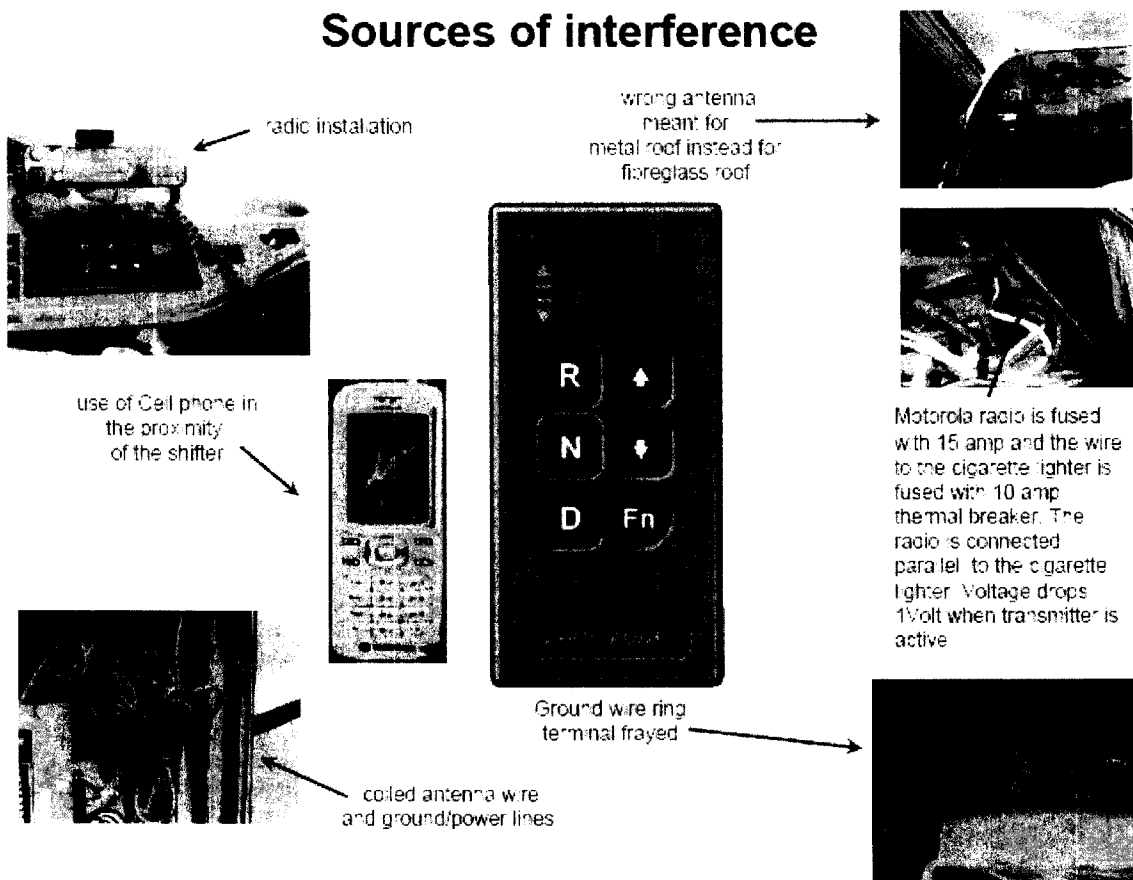 Sources of interference
radio installation
wrong antenna
meant for
metal roof instead for
fibreglass roof
use of Cell phone in
the proximity
of the shifter
R
N
D
Fn
Motorola radio is fused
with 15 amp and the wire
to the cigarette lighter is
fused with 10 amp
thermal breaker. The
radio is connected
parallel to the cigarette
lighter. Voltage drops
1Volt when transmitter is
active
Ground wire ring
terminal frayed
coiled antenna wire
and ground/power lines